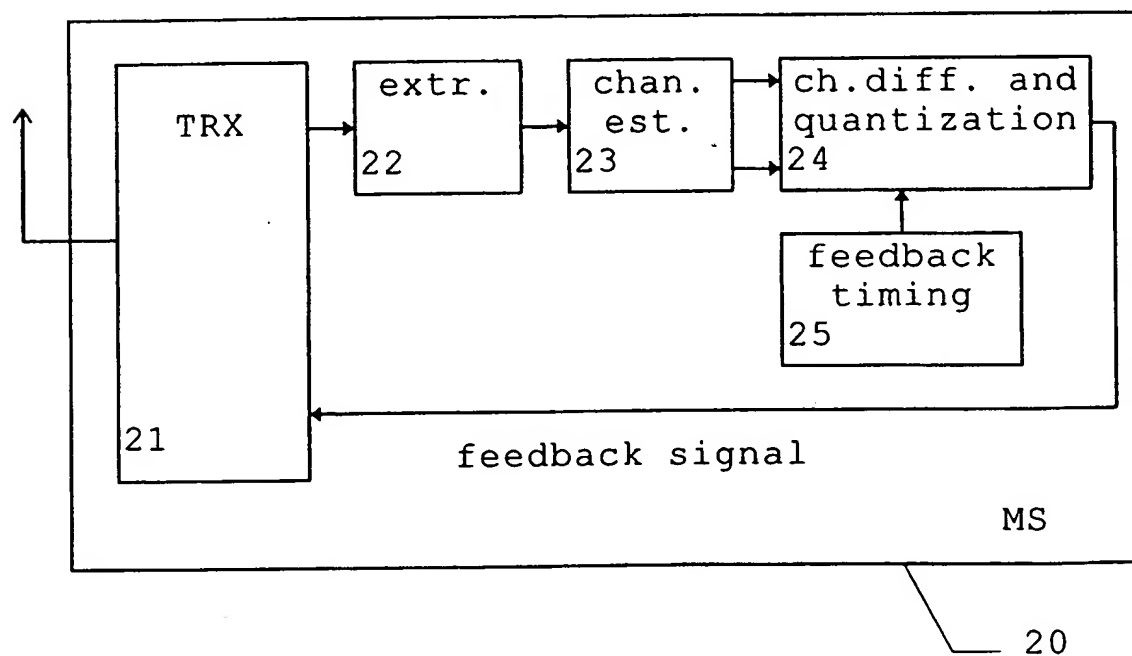 TRX
21
extr.
22
chan.
est.
23
ch.diff. and
quantization
24
feedback
timing
25
feedback signal
MS
20